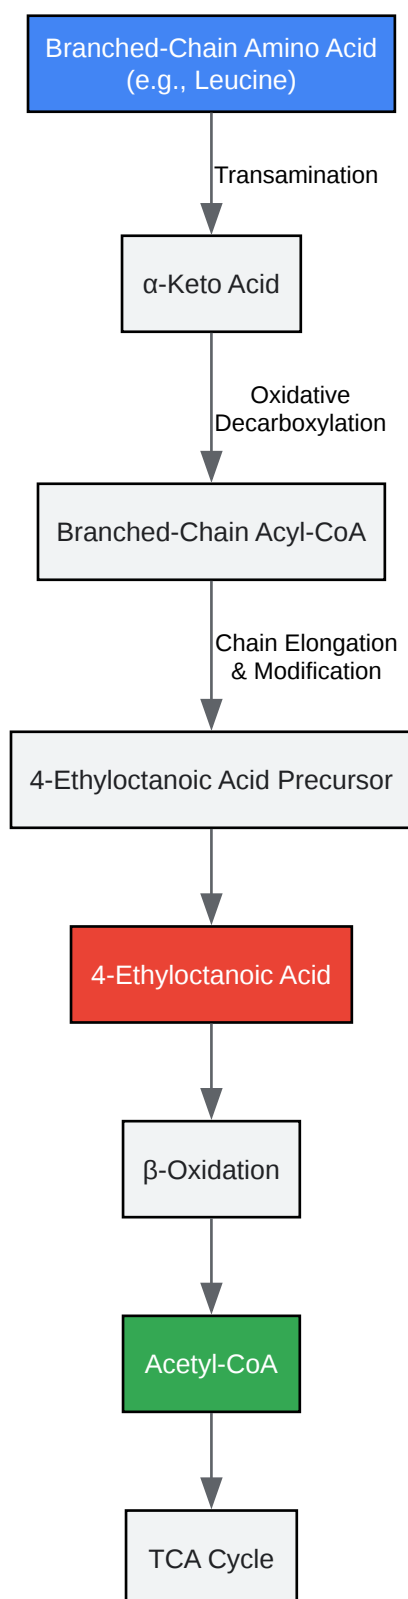 Branched-Chain Amino Acid
(e.g., Leucine)
Transamination
α-Keto Acid
Oxidative
Decarboxylation
Branched-Chain Acyl-CoA
Chain Elongation
& Modification
4-Ethyloctanoic Acid Precursor
4-Ethyloctanoic Acid
β-Oxidation
Acetyl-CoA
TCA Cycle